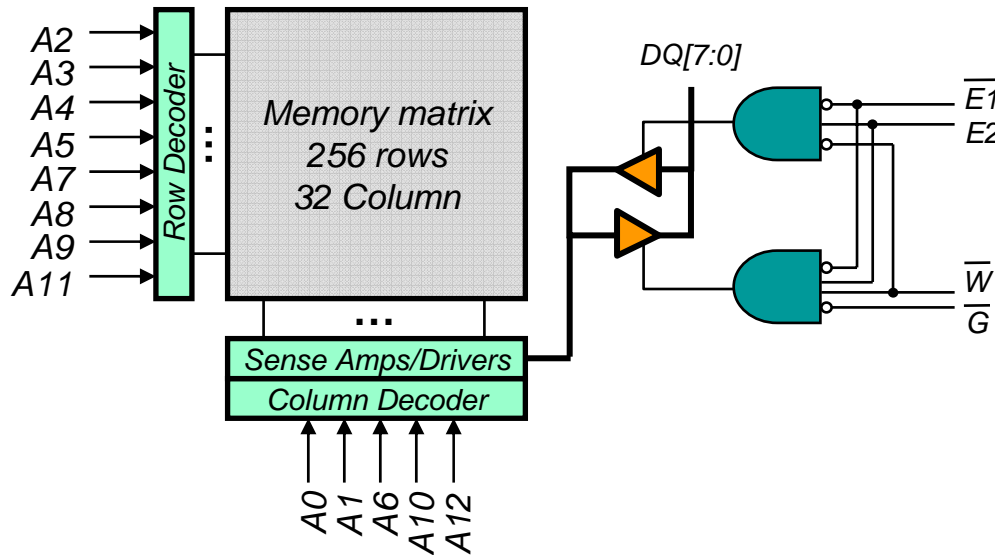 A2
A3
A4
A5
A7
A8
A9
A11
Row Decoder
...
Memory matrix
256 rows
32 Column
...
Sense Amps/Drivers
Column Decoder
A0
A1
A6
A10
A12
DQ[7:0]
E1
E2
W
G